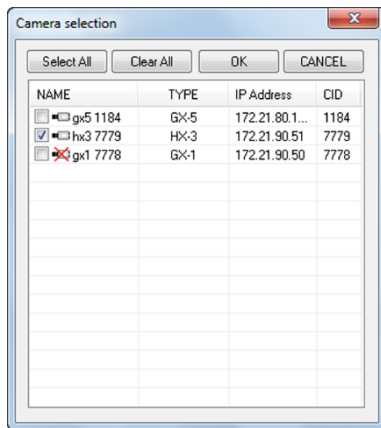 Camera selection
Select All Clear All OK CANCEL
NAME TYPE IP Address CID
gx5 1184 GX-5 172.21.80.1... 1184
hx3 7779 HX-3 172.21.90.51 7779
gx1 7778 GX-1 172.21.90.50 7778